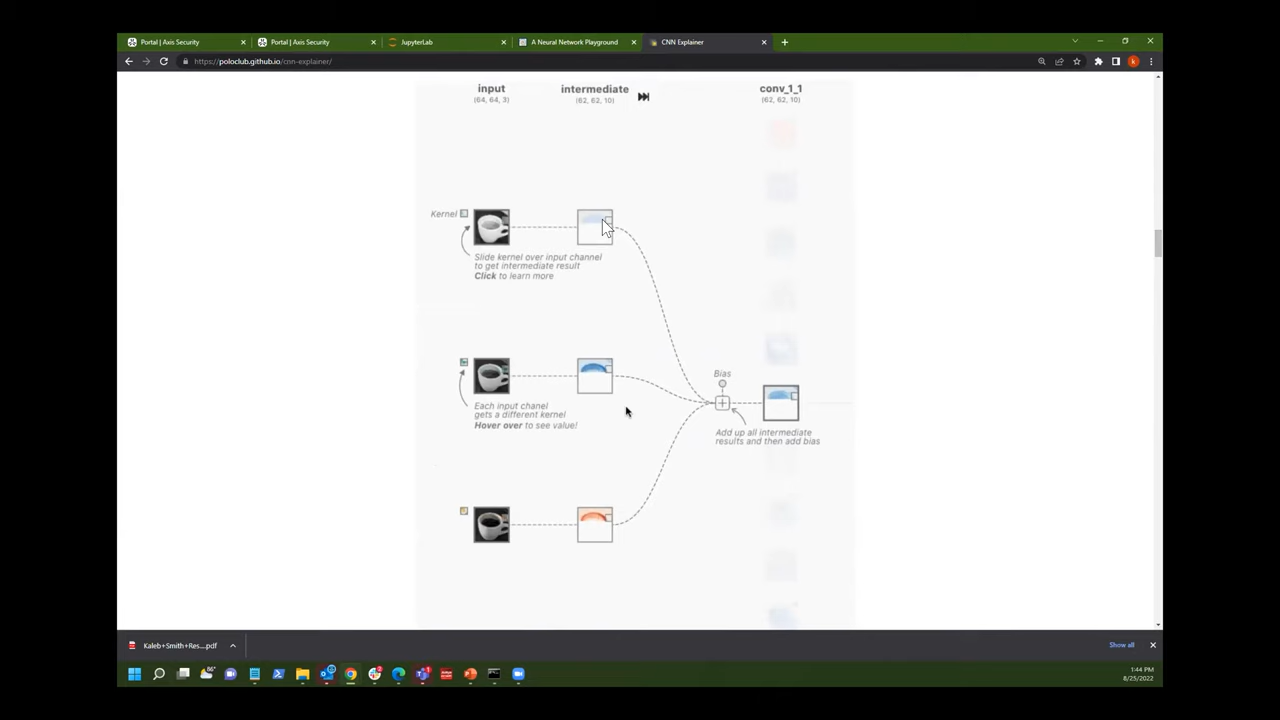 Portal | Axis Security
Portal | Axis Security
JupyterLab
A Neural Network Playground
CNN Explainer
https://poloclub.github.io/cnn-explainer/
k
input
(64, 64, 3)
intermediate
(62, 62, 10)
conv_1_1
(62, 62, 10)
Kernel
Slide kernel over input channel
to get intermediate result
Click to learn more
Each input chanel
gets a different kernel
Hover over to see value!
Bias
Add up all intermediate
results and then add bias
Kaleb+Smith+Res....pdf
Show all
86°
1:44 PM
8/25/2022